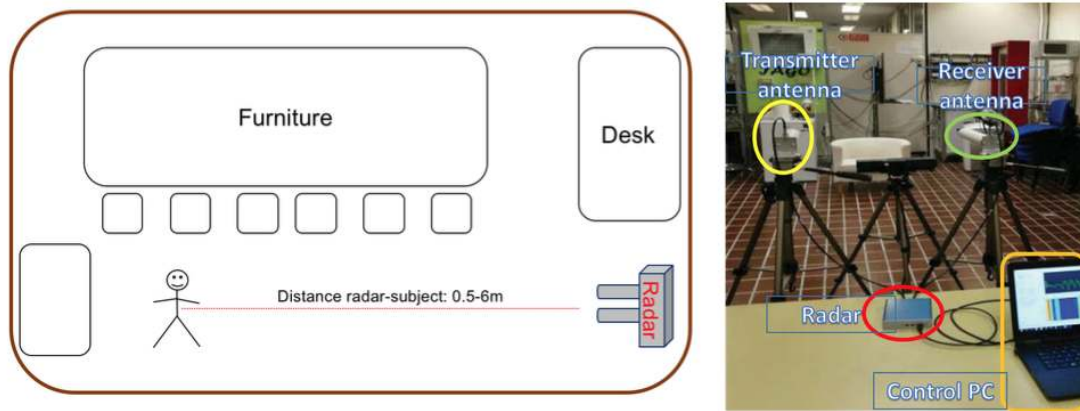 Furniture
Desk
Distance radar-subject: 0.5-6m
Radar
Transmitter
antenna
Receiver
antenna
Radar
Control PC